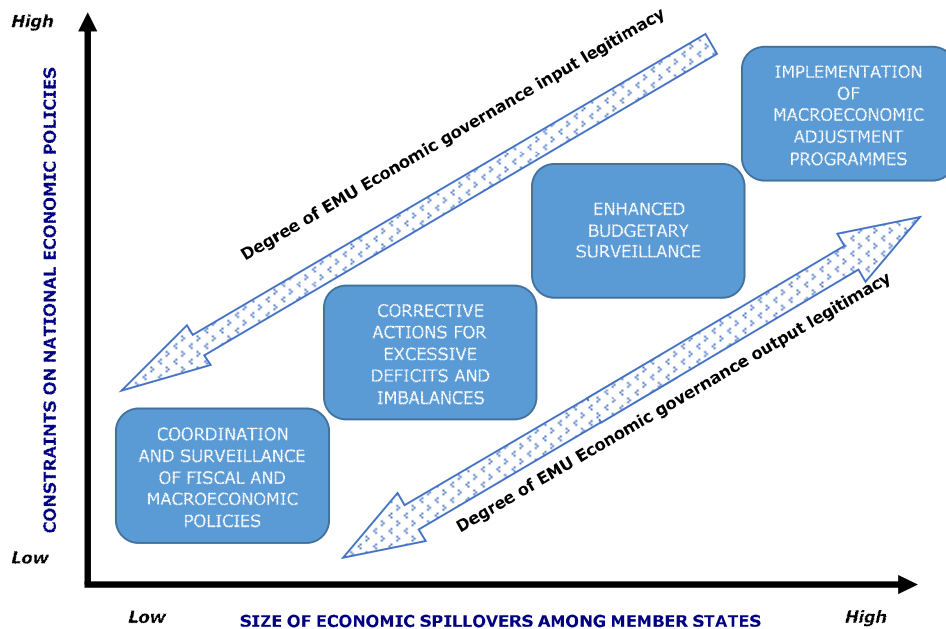 High
CONSTRAINTS ON NATIONAL ECONOMIC POLICIES
Low
Degree of EMU Economic governance input legitimacy
IMPLEMENTATION
OF
MACROECONOMIC
ADJUSTMENT
PROGRAMMES
ENHANCED
BUDGETARY
SURVEILLANCE
CORRECTIVE
ACTIONS FOR
EXCESSIVE
DEFICITS AND
IMBALANCES
COORDINATION
AND SURVEILLANCE
OF FISCAL AND
MACROECONOMIC
POLICIES
Degree of EMU Economic governance output legitimacy
Low
SIZE OF ECONOMIC SPILLOVERS AMONG MEMBER STATES
High